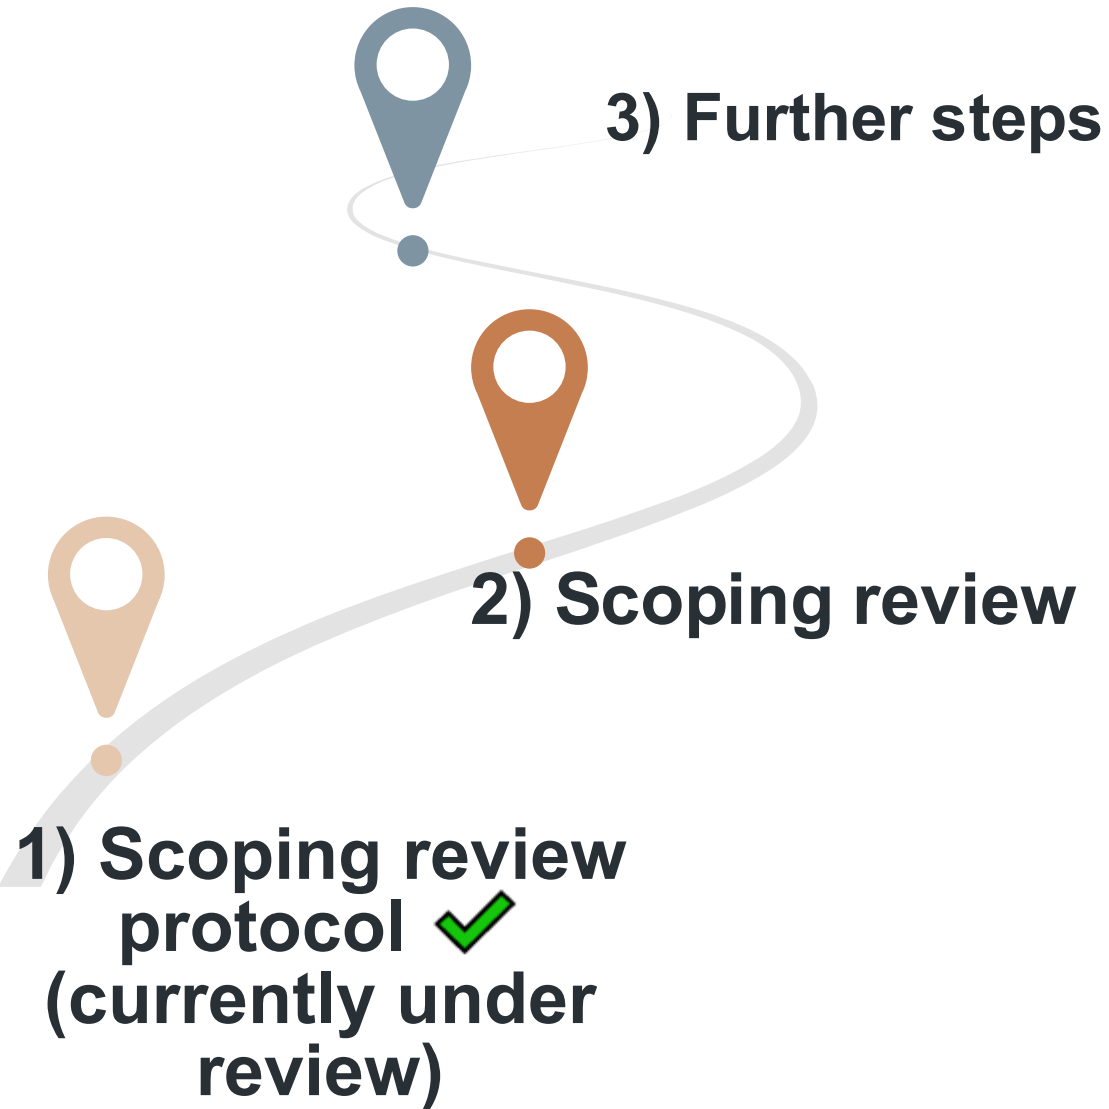 3) Further steps
2) Scoping review
1) Scoping review
protocol
(currently under
review)